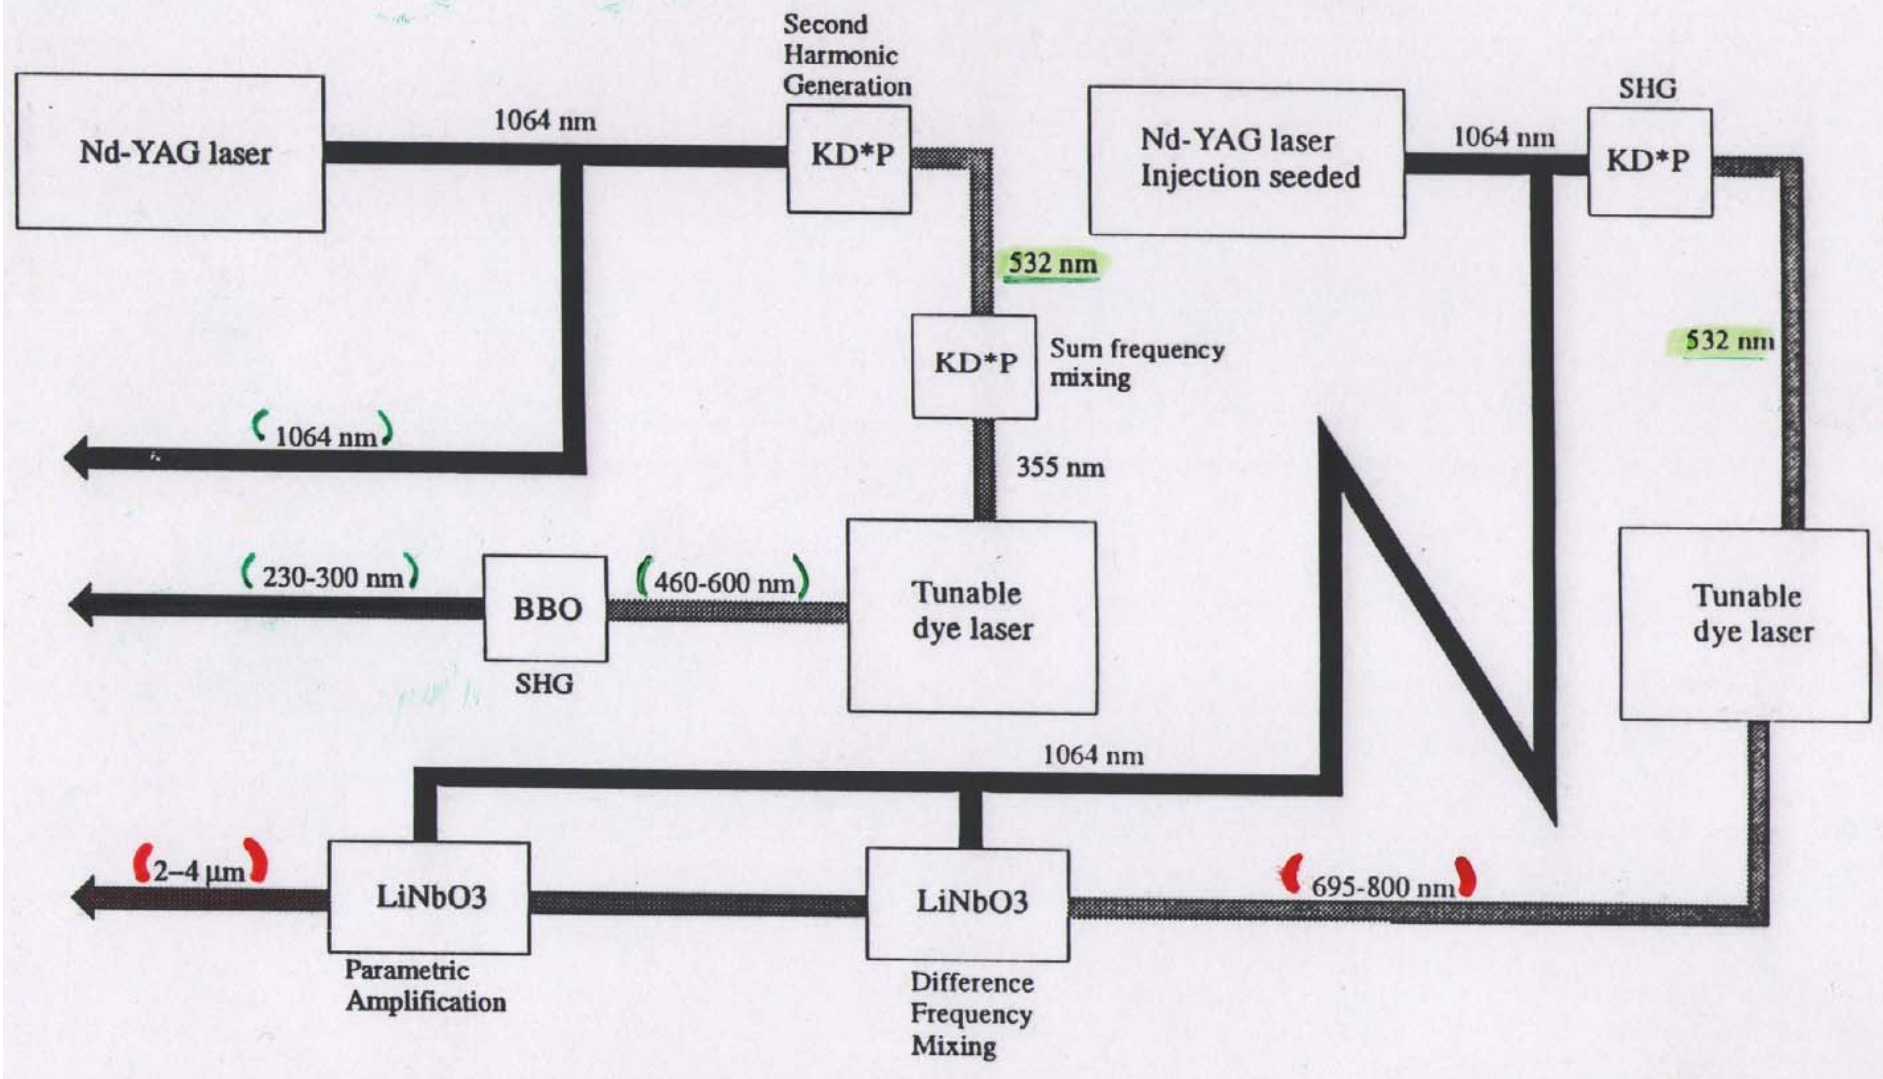 Second
Harmonic
Generation
Nd-YAG laser
1064 nm
KD*P
532 nm
KD*P
Sum frequency
mixing
355 nm
(1064 nm)
(230-300 nm)
BBO
SHG
(460-600 nm)
Tunable
dye laser
Nd-YAG laser
Injection seeded
1064 nm
SHG
KD*P
532 nm
Tunable
dye laser
1064 nm
(2–4 µm)
LiNbO3
Parametric
Amplification
LiNbO3
Difference
Frequency
Mixing
(695-800 nm)